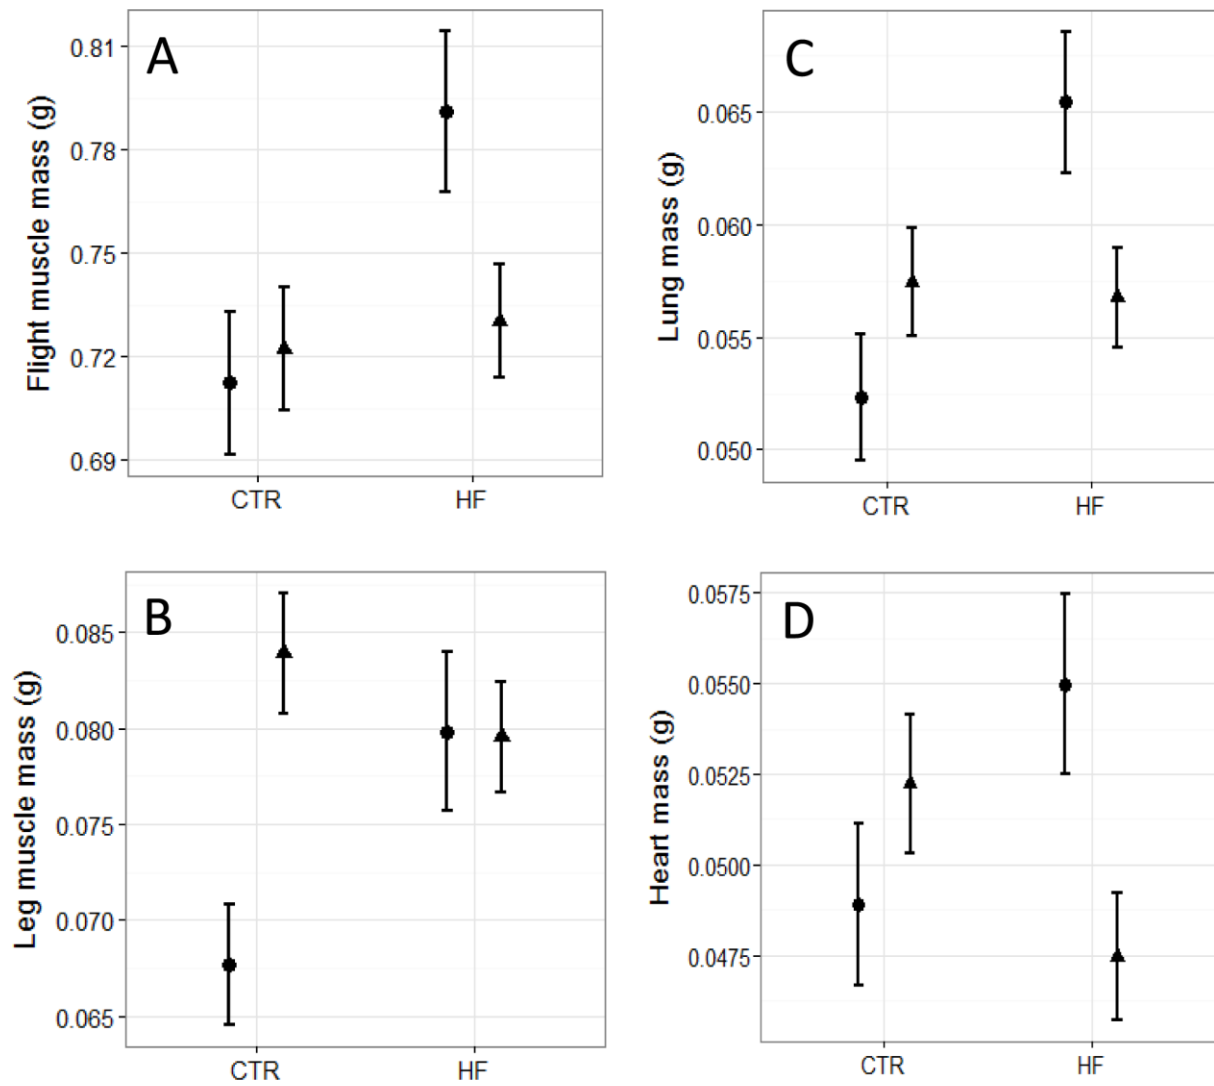 A
Flight muscle mass (g)
0.81
0.78
0.75
0.72
0.69
CTR HF
C
Lung mass (g)
0.065
0.060
0.055
0.050
CTR HF
B
Leg muscle mass (g)
0.085
0.080
0.075
0.070
0.065
CTR HF
D
Heart mass (g)
0.0575
0.0550
0.0525
0.0500
0.0475
CTR HF